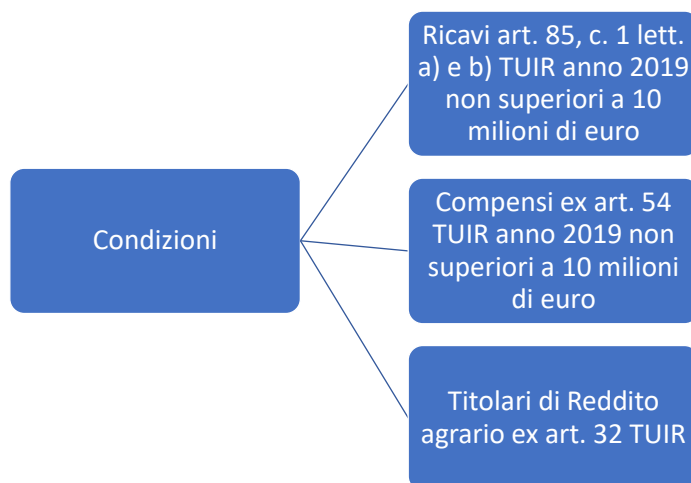 Condizioni
Ricavi art. 85, c. 1 lett.
a) e b) TUIR anno 2019
non superiori a 10
milioni di euro
Compensi ex art. 54
TUIR anno 2019 non
superiori a 10 milioni
di euro
Titolari di Reddito
agrario ex art. 32 TUIR